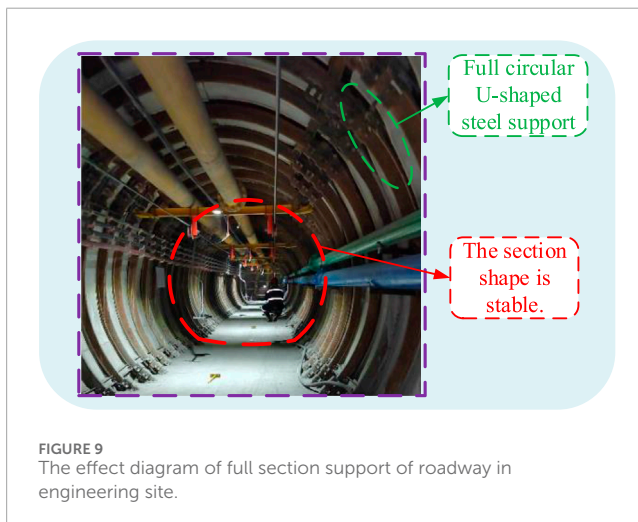 Full circular
U-shaped
steel support
The section
shape is
stable.
FIGURE 9
The effect diagram of full section support of roadway in
engineering site.